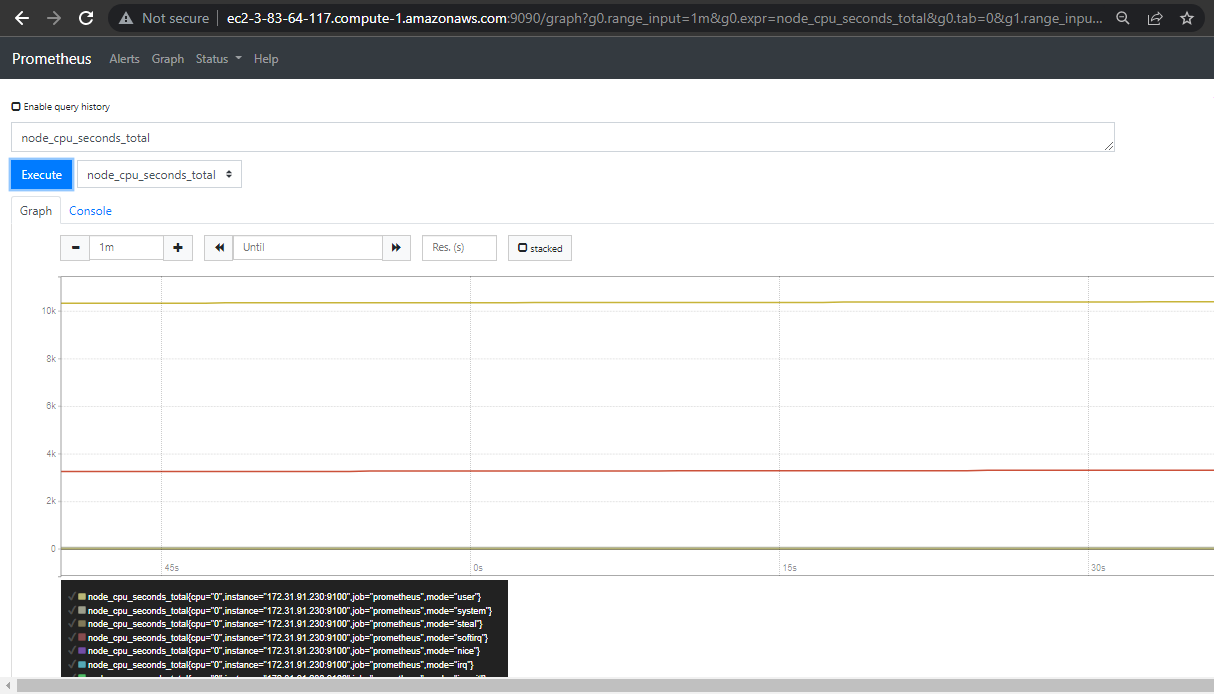 Not secure ec2-3-83-64-117.compute-1.amazonaws.com:9090/graph?g0.range_input=1m&g0.expr=node_cpu_seconds_total&g0.tab=0&g1.range_inpu...
Prometheus Alerts Graph Status Help
Enable query history
node_cpu_seconds_total
Execute node_cpu_seconds_total
Graph Console
1m Until Res. (s) stacked
10k
8k
6k
4k
2k
0
45s 0s 15s 30s
node_cpu_seconds_total{cpu="0",instance="172.31.91.230:9100",job="prometheus",mode="user"}
node_cpu_seconds_total{cpu="0",instance="172.31.91.230:9100",job="prometheus",mode="system"}
node_cpu_seconds_total{cpu="0",instance="172.31.91.230:9100",job="prometheus",mode="steal"}
node_cpu_seconds_total{cpu="0",instance="172.31.91.230:9100",job="prometheus",mode="softirq"}
node_cpu_seconds_total{cpu="0",instance="172.31.91.230:9100",job="prometheus",mode="nice"}
node_cpu_seconds_total{cpu="0",instance="172.31.91.230:9100",job="prometheus",mode="irq"}